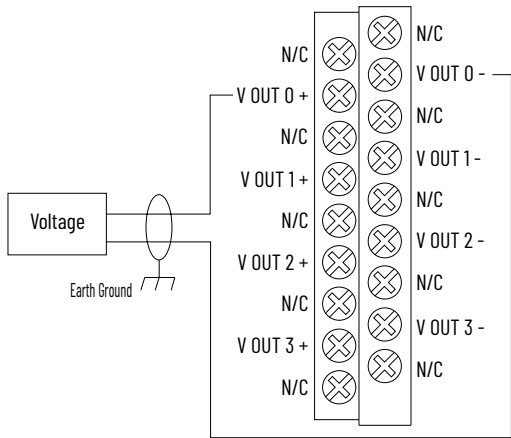 N/C
N/C
V OUT 0 -
V OUT 0 +
N/C
N/C
V OUT 1 -
V OUT 1 +
N/C
N/C
V OUT 2 -
V OUT 2 +
N/C
N/C
V OUT 3 -
V OUT 3 +
N/C
N/C
Voltage
Earth Ground